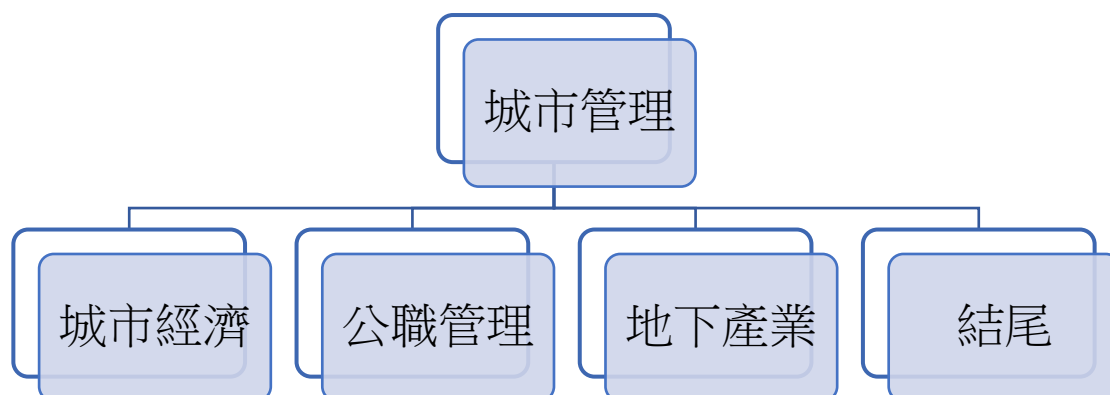 城市管理
城市經濟
公職管理
地下產業
結尾